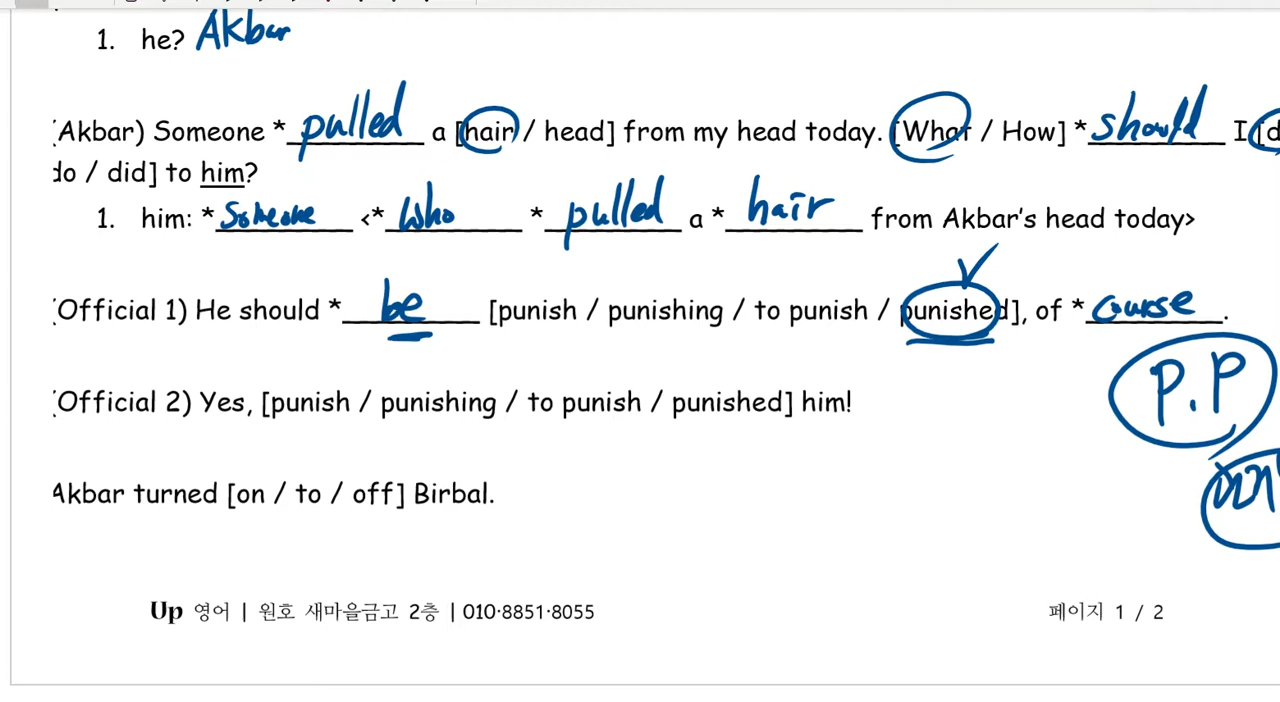 1. he? Akbar
(Akbar) Someone * pulled a [hair / head] from my head today. [What / How] * should I [d
do / did] to him?
1. him: * Someone <* who * pulled a * hair from Akbar's head today>
(Official 1) He should * be [punish / punishing / to punish / punished], of * course.
P.P
(Official 2) Yes, [punish / punishing / to punish / punished] him!
Akbar turned [on / to / off] Birbal.
Up 영어 | 원호 새마을금고 2층 | 010·8851·8055
페이지 1 / 2